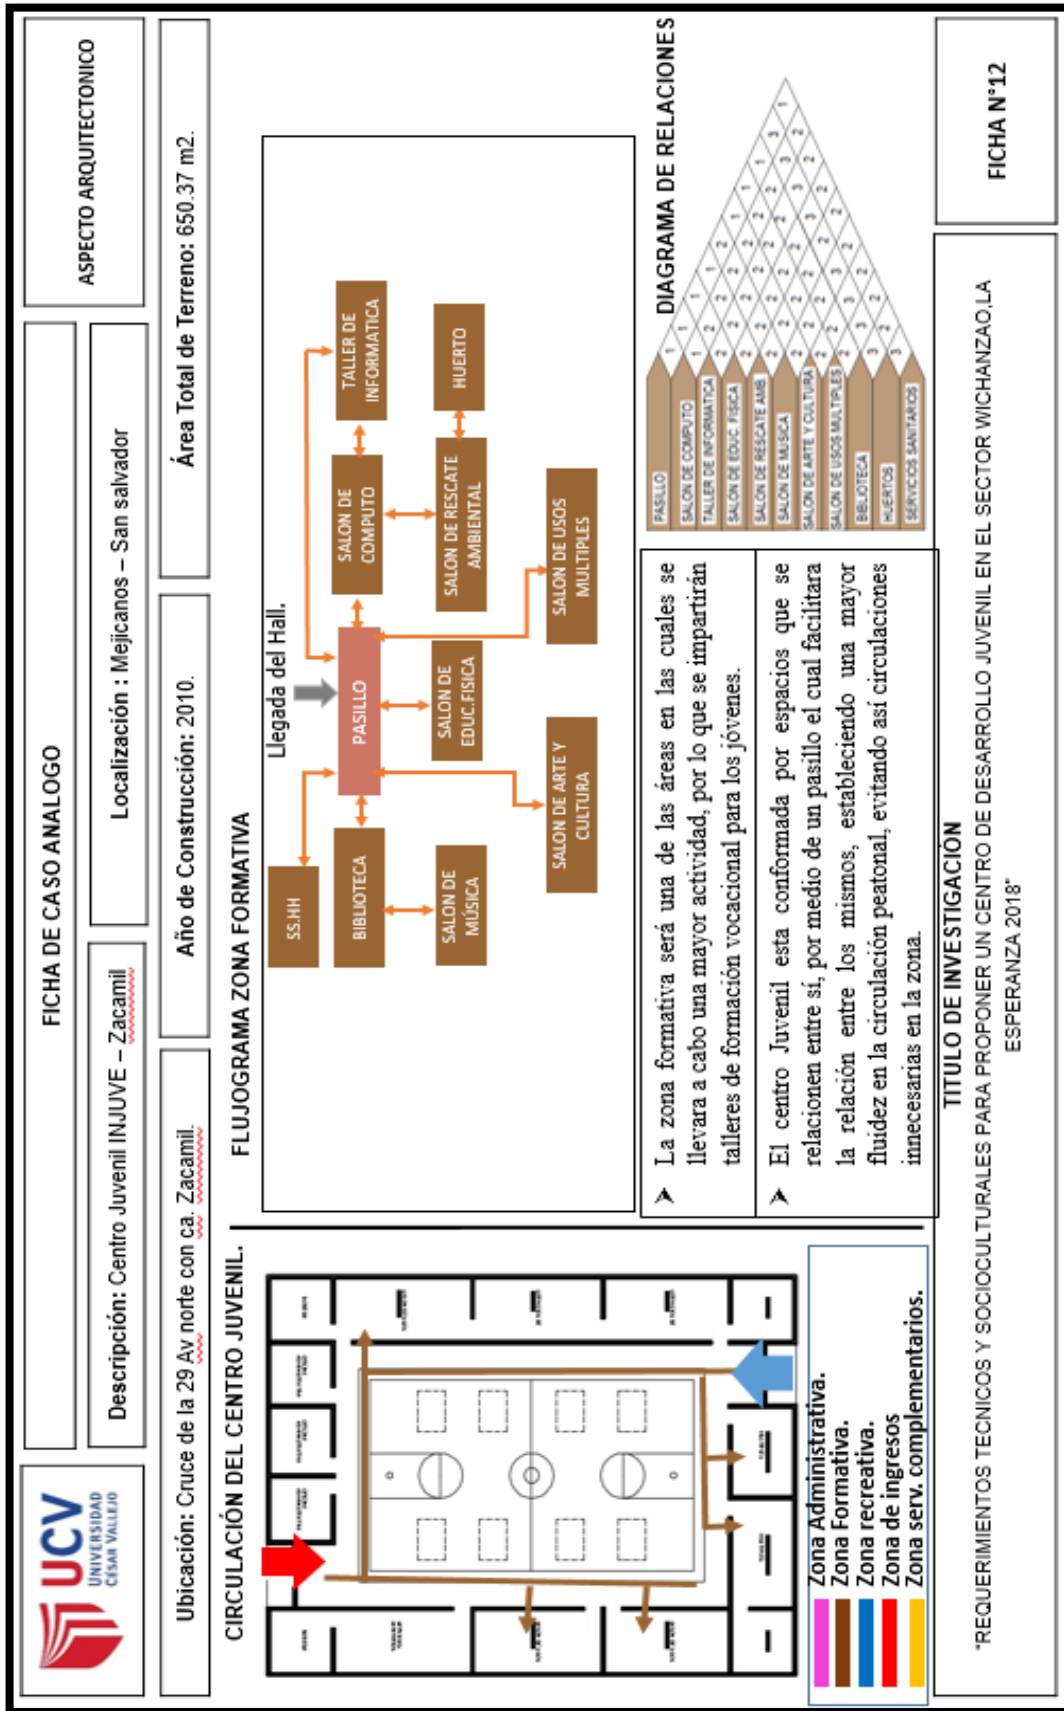 UCV
UNIVERSIDAD
CÉSAR VALLEJO
FICHA DE CASO ANALOGO
ASPECTO ARQUITECTONICO
Descripción: Centro Juvenil INJUVE – Zacamil
Localización : Mejicanos – San salvador
Ubicación: Cruce de la 29 Av norte con ca. Zacamil.
Año de Construcción: 2010.
Área Total de Terreno: 650.37 m2.
CIRCULACIÓN DEL CENTRO JUVENIL.
Zona Administrativa.
Zona Formativa.
Zona recreativa.
Zona de ingresos
Zona serv. complementarios.
FLUJOGRAMA ZONA FORMATIVA
Llegada del Hall.
SS.HH
BIBLIOTECA
PASILLO
SALON DE
COMPUTO
TALLER DE
INFORMATICA
SALON DE
MÚSICA
SALON DE
EDUC.FISICA
SALON DE RESCATE
AMBIENTAL
HUERTO
SALON DE ARTE Y
CULTURA
SALON DE USOS
MULTIPLES
➤ La zona formativa será una de las áreas en las cuales se
llevara a cabo una mayor actividad, por lo que se impartirán
talleres de formación vocacional para los jóvenes.
➤ El centro Juvenil esta conformada por espacios que se
relacionen entre sí, por medio de un pasillo el cual facilitara
la relación entre los mismos, estableciendo una mayor
fluidez en la circulación peatonal, evitando así circulaciones
innecesarias en la zona.
DIAGRAMA DE RELACIONES
PASILLO
SALON DE COMPUTO
TALLER DE INFORMATICA
SALON DE EDUC. FISICA
SALON DE RESCATE AMB.
SALON DE MUSICA
SALON DE ARTE Y CULTURA
SALON DE USOS MULTIPLES
BIBLIOTECA
HUERTOS
SERVICIOS SANITARIOS
TITULO DE INVESTIGACIÓN
"REQUERIMIENTOS TECNICOS Y SOCIOCULTURALES PARA PROPONER UN CENTRO DE DESARROLLO JUVENIL EN EL SECTOR WICHANZAO,LA
ESPERANZA 2018"
FICHA N°12